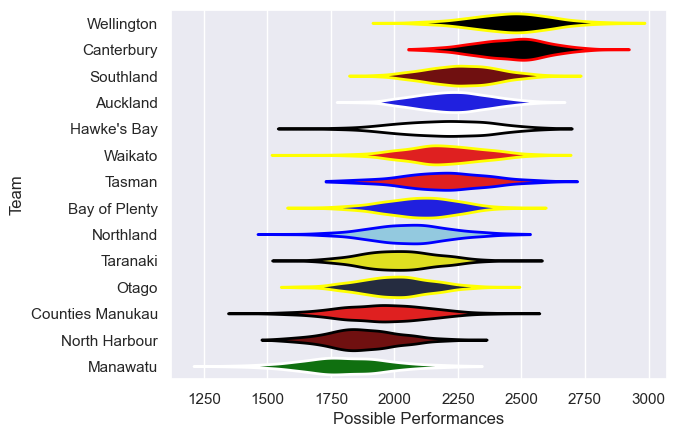 Wellington
Canterbury
Southland
Auckland
Hawke's Bay
Waikato
Tasman
Bay of Plenty
Northland
Taranaki
Otago
Counties Manukau
North Harbour
Manawatu
Team
1250 1500 1750 2000 2250 2500 2750 3000
Possible Performances